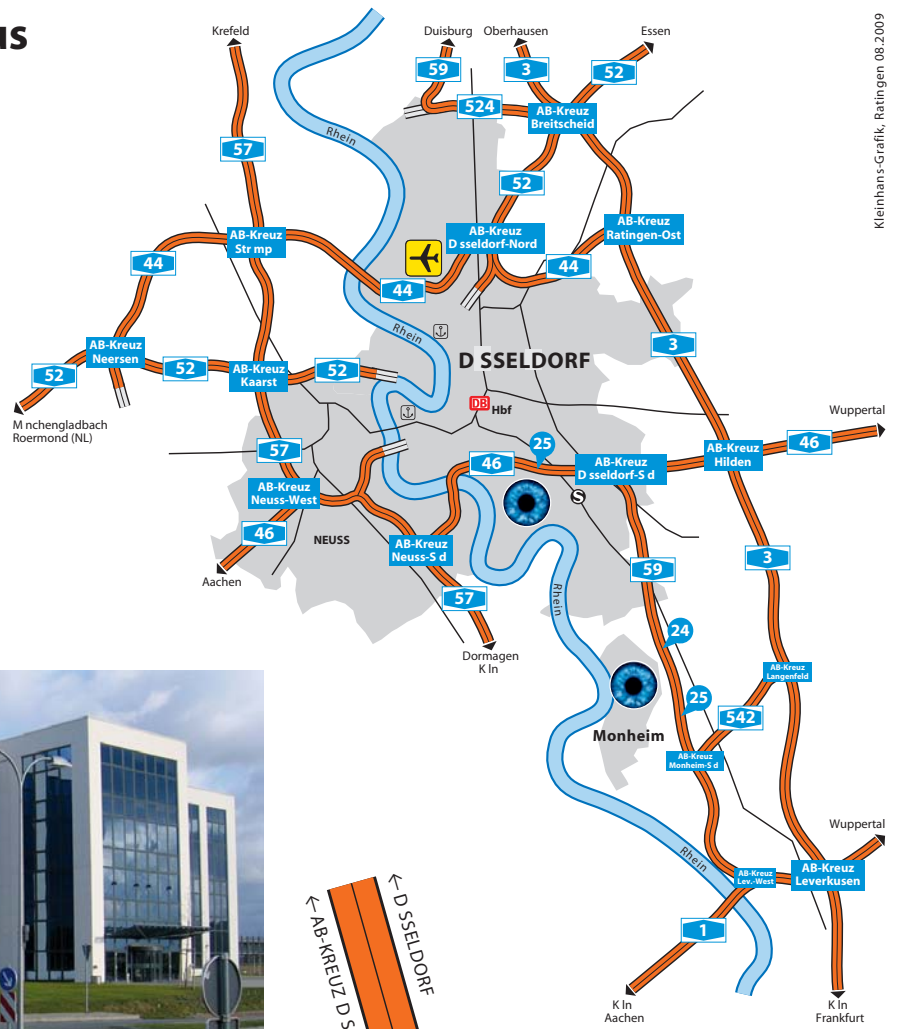 us
Krefeld
Duisburg
Oberhausen
Essen
59
3
52
524
AB-Kreuz
Breitscheid
Rhein
57
52
AB-Kreuz
Str mp
AB-Kreuz
D sseldorf-Nord
AB-Kreuz
Ratingen-Ost
44
44
44
Rhein
3
AB-Kreuz
Neersen
52
52
AB-Kreuz
Kaarst
52
D SSELDORF
DB
Hbf
M nchengladbach
Roermond (NL)
Wuppertal
57
46
25
AB-Kreuz
D sseldorf-S d
AB-Kreuz
Hilden
46
AB-Kreuz
Neuss-West
S
46
NEUSS
AB-Kreuz
Neuss-S d
Aachen
57
Rhein
59
3
Dormagen
K ln
24
AB-Kreuz
Langenfeld
25
542
Monheim
AB-Kreuz
Monheim-S d
Wuppertal
Rhein
AB-Kreuz
Lev.-West
AB-Kreuz
Leverkusen
1
K ln
Aachen
K ln
Frankfurt
←D SSELDORF
←AB-KREUZ D S
Kleinhans-Grafik, Ratingen 08.2009